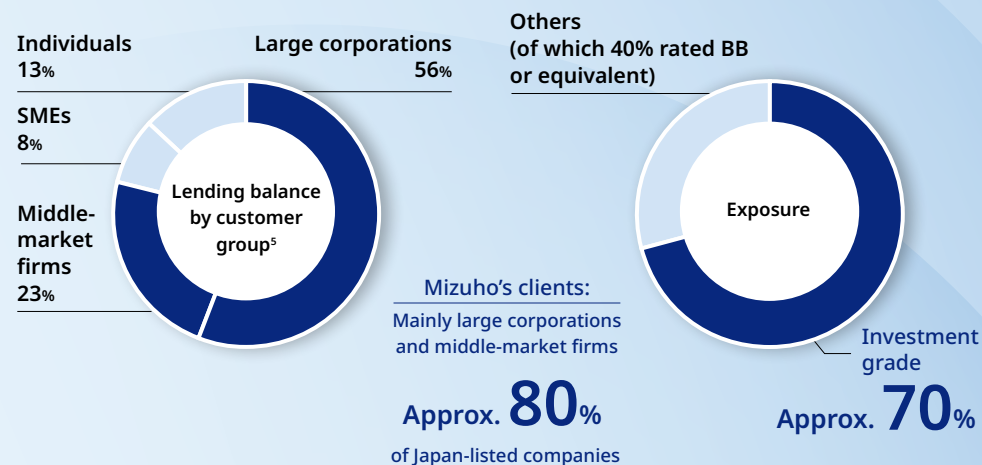 Individuals
13%
Large corporations
56%
SMEs
8%
Middle-
market
firms
23%
Lending balance
by customer
group5
Mizuho’s clients:
Mainly large corporations
and middle-market firms
Approx. 80%
of Japan-listed companies
Others
(of which 40% rated BB
or equivalent)
Exposure
Investment
grade
Approx. 70%